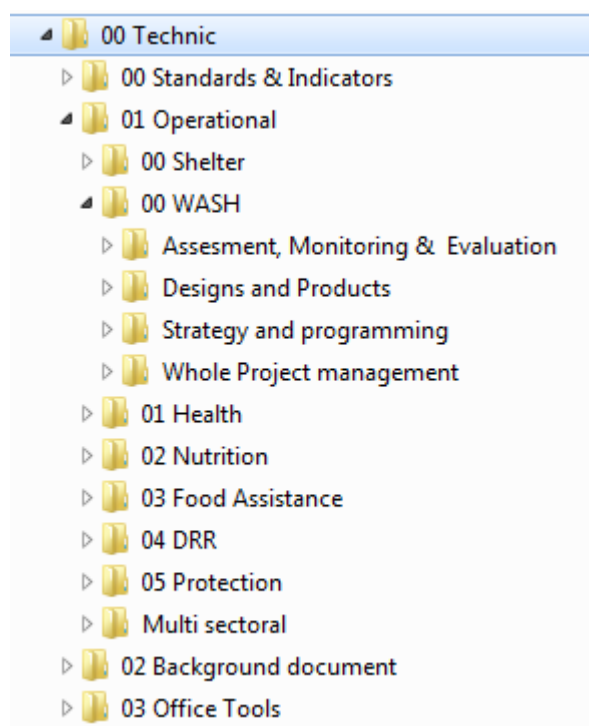 00 Technic
00 Standards & Indicators
01 Operational
00 Shelter
00 WASH
Assesment, Monitoring &  Evaluation
Designs and Products
Strategy and programming
Whole Project management
01 Health
02 Nutrition
03 Food Assistance
04 DRR
05 Protection
Multi sectoral
02 Background document
03 Office Tools